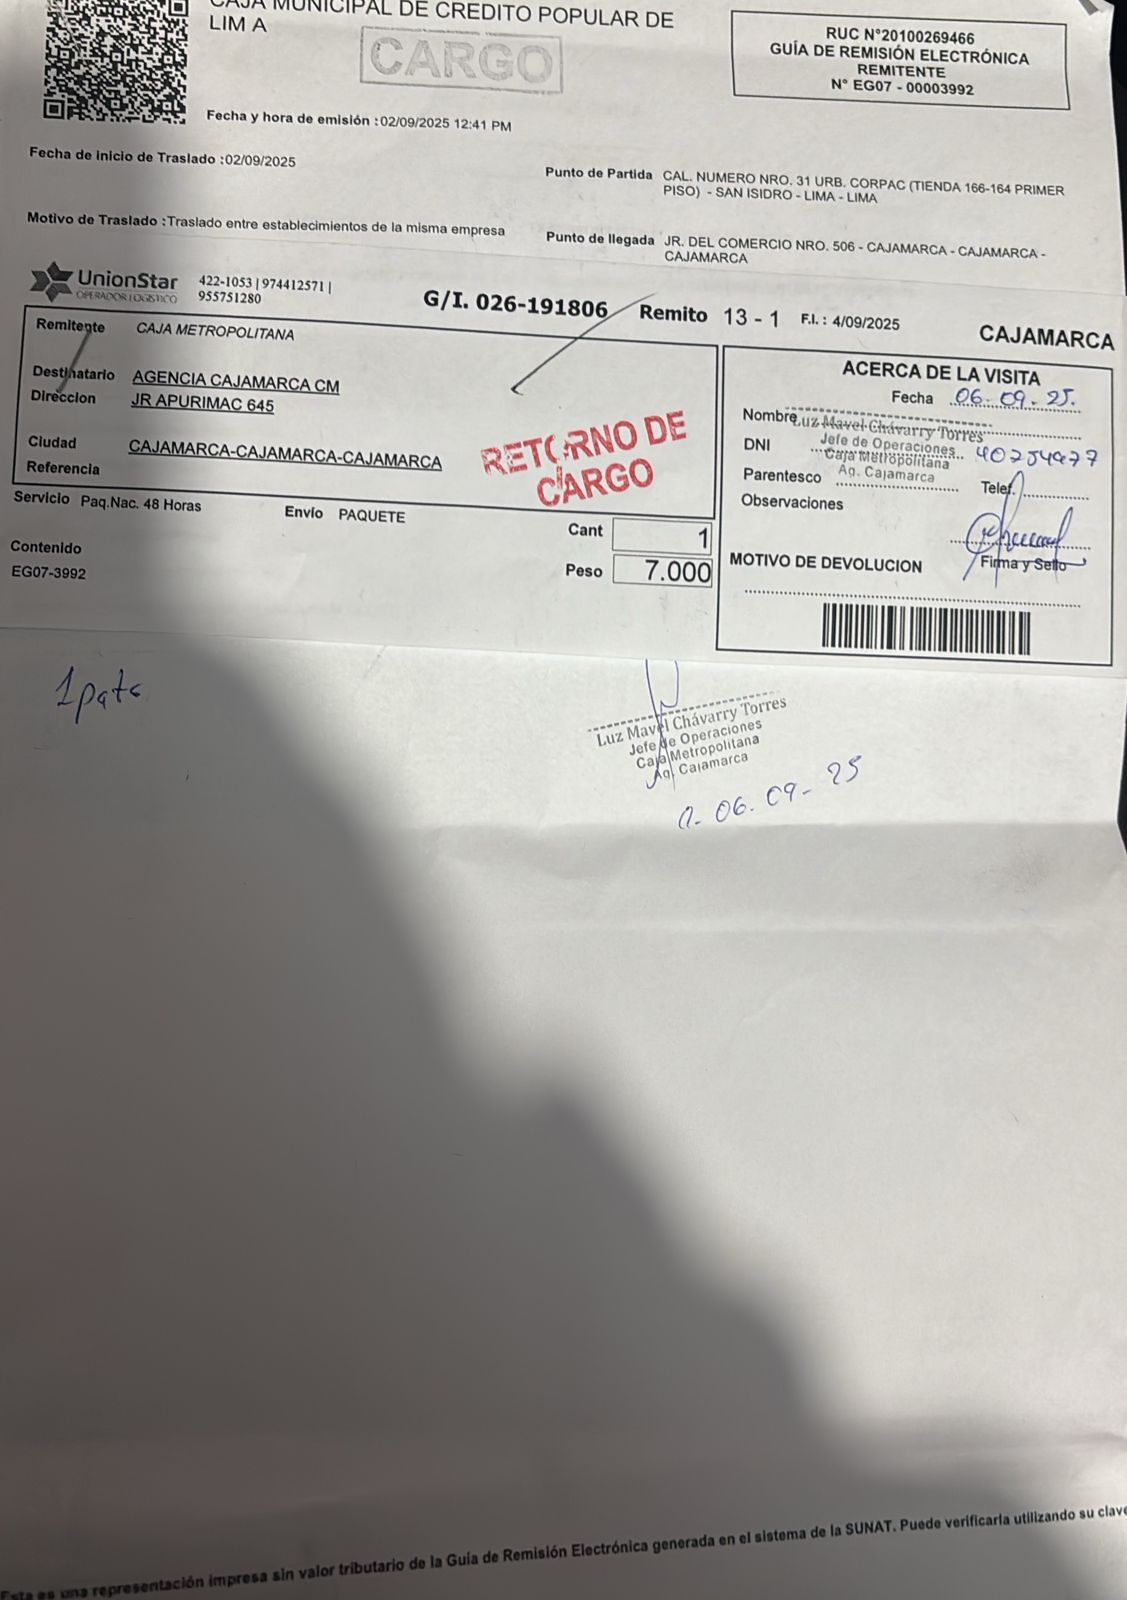 CAJA MUNICIPAL DE CREDITO POPULAR DE
LIM A
CARGO
RUC N°20100269466
GUÍA DE REMISIÓN ELECTRÓNICA
REMITENTE
N° EG07 - 00003992
Fecha y hora de emisión :02/09/2025 12:41 PM
Fecha de Inicio de Traslado :02/09/2025
Punto de Partida CAL. NUMERO NRO. 31 URB. CORPAC (TIENDA 166-164 PRIMER
PISO) - SAN ISIDRO - LIMA - LIMA
Motivo de Traslado :Traslado entre establecimientos de la misma empresa
Punto de llegada JR. DEL COMERCIO NRO. 506 - CAJAMARCA - CAJAMARCA -
CAJAMARCA
UnionStar
OPERADOR LOGISTICO
422-1053 | 974412571 |
955751280
G/I. 026-191806 Remito 13 - 1 F.I. : 4/09/2025 CAJAMARCA
Remitente CAJA METROPOLITANA
Destinatario AGENCIA CAJAMARCA CM
Direccion JR APURIMAC 645
Ciudad CAJAMARCA-CAJAMARCA-CAJAMARCA
Referencia
RETORNO DE
CARGO
Servicio Paq.Nac. 48 Horas
Envío PAQUETE
Cant 1
Peso 7.000
Contenido
EG07-3992
ACERCA DE LA VISITA
Fecha 06. 09. 25.
Nombre Luz Mavel Chávarry Torres
Jefe de Operaciones
DNI 40254977
Caja Metropolitana
Parentesco Ag. Cajamarca
Telef.
Observaciones
Firma y Sello
MOTIVO DE DEVOLUCION
Luz Mavel Chávarry Torres
Jefe de Operaciones
Caja Metropolitana
Ag. Cajamarca
06. 09- 25
Esta es una representación impresa sin valor tributario de la Guía de Remisión Electrónica generada en el sistema de la SUNAT. Puede verificarla utilizando su clave